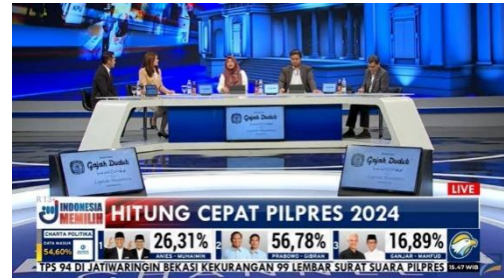 Gajah Duduk
Gajah Duduk
Gajah Duduk
LIVE
INDONESIA
MEMILIH
HITUNG CEPAT PILPRES 2024
CHARTA POLITIKA
DATA MASUK
54,60%
1
26,31%
ANIES - MUHAIMIN
2
56,78%
PRABOWO - GIBRAN
3
16,89%
GANJAR - MAHFUD
TPS 94 DI JATIWARINGIN BEKASI KEKURANGAN 99 LEMBAR SURAT SUARA PILPRES
15.47 WIB